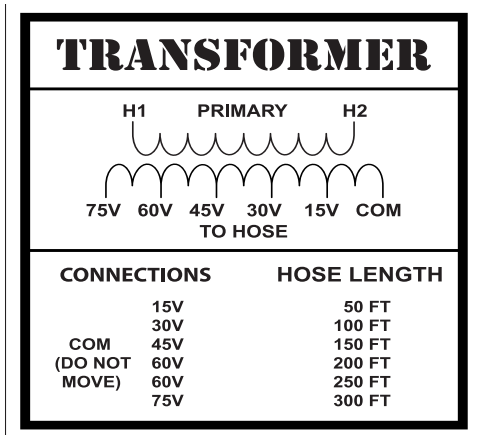 TRANSFORMER
H1 PRIMARY H2
75V 60V 45V 30V 15V COM
TO HOSE
CONNECTIONS HOSE LENGTH
15V 50 FT
30V 100 FT
COM 45V 150 FT
(DO NOT 60V 200 FT
MOVE) 60V 250 FT
75V 300 FT